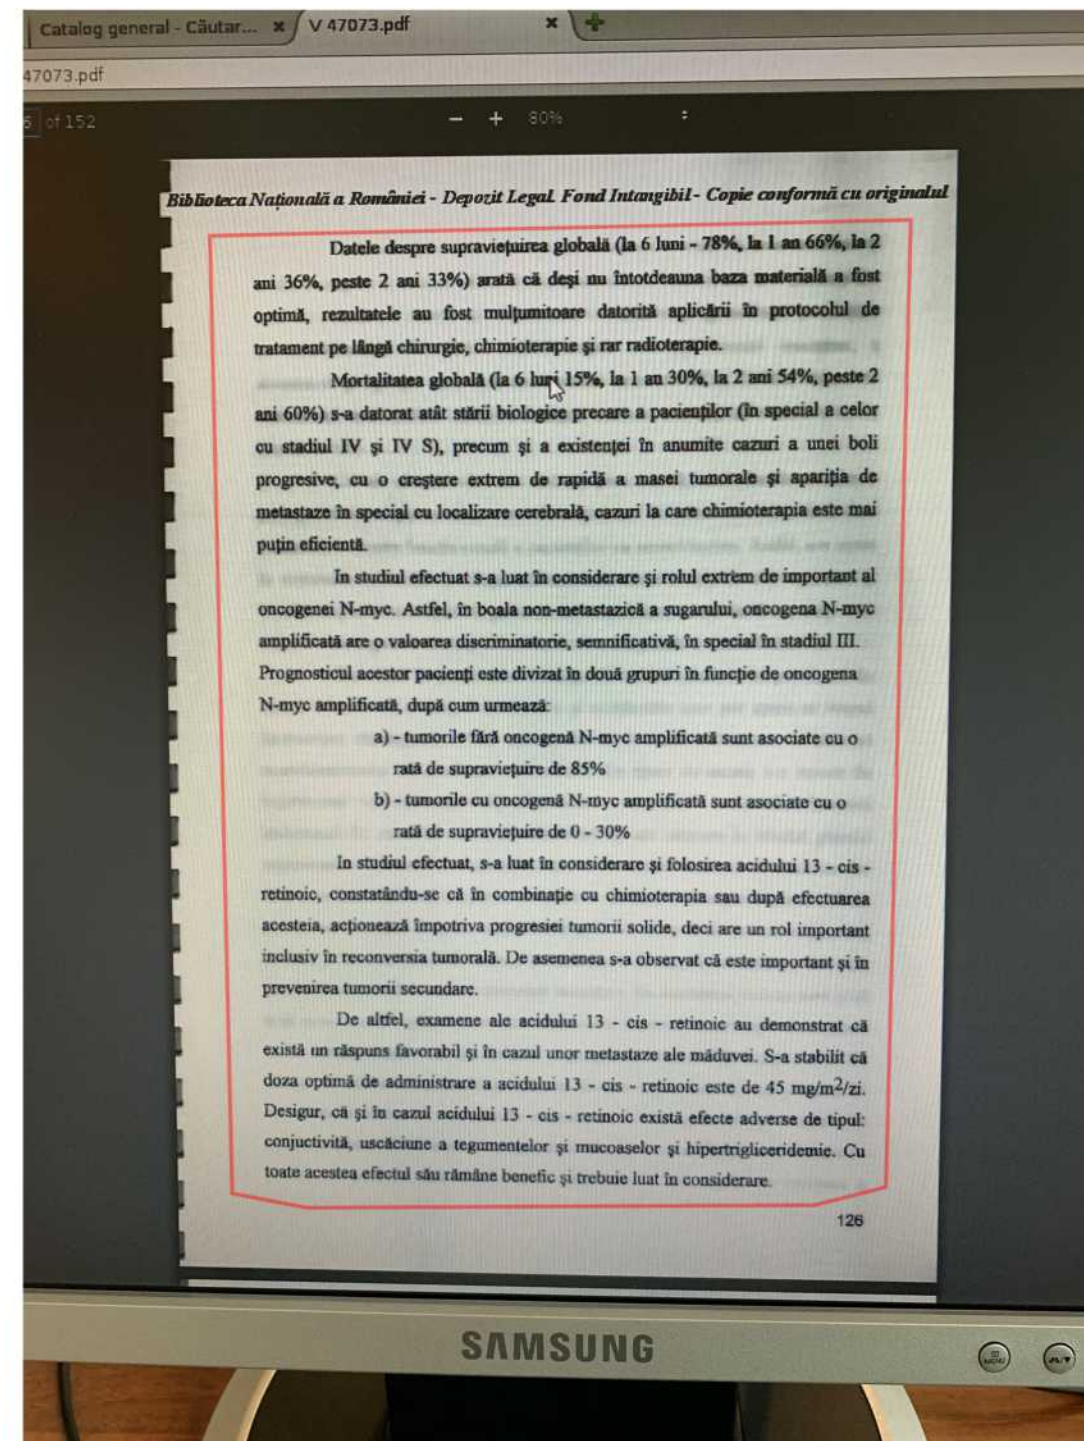 Catalog general - Căutar... × V 47073.pdf × +
47073.pdf
of 152 − + 80%
Biblioteca Națională a României - Depozit Legal. Fond Intangibil - Copie conformă cu originalul
Datele despre supraviețuirea globală (la 6 luni - 78%, la 1 an 66%, la 2
ani 36%, peste 2 ani 33%) arată că deși nu întotdeauna baza materială a fost
optimă, rezultatele au fost mulțumitoare datorită aplicării în protocolul de
tratament pe lângă chirurgie, chimioterapie și rar radioterapie.
Mortalitatea globală (la 6 luni 15%, la 1 an 30%, la 2 ani 54%, peste 2
ani 60%) s-a datorat atât stării biologice precare a pacienților (în special a celor
cu stadiul IV și IV S), precum și a existenței în anumite cazuri a unei boli
progresive, cu o creștere extrem de rapidă a masei tumorale și apariția de
metastaze în special cu localizare cerebrală, cazuri la care chimioterapia este mai
puțin eficientă.
In studiul efectuat s-a luat în considerare și rolul extrem de important al
oncogenei N-myc. Astfel, în boala non-metastazică a sugarului, oncogena N-myc
amplificată are o valoarea discriminatorie, semnificativă, în special în stadiul III.
Prognosticul acestor pacienți este divizat în două grupuri în funcție de oncogena
N-myc amplificată, după cum urmează:
a) - tumorile fără oncogenă N-myc amplificată sunt asociate cu o
rată de supraviețuire de 85%
b) - tumorile cu oncogenă N-myc amplificată sunt asociate cu o
rată de supraviețuire de 0 - 30%
In studiul efectuat, s-a luat în considerare și folosirea acidului 13 - cis -
retinoic, constatându-se că în combinație cu chimioterapia sau după efectuarea
acesteia, acționează împotriva progresiei tumorii solide, deci are un rol important
inclusiv în reconversia tumorală. De asemenea s-a observat că este important și în
prevenirea tumorii secundare.
De altfel, examene ale acidului 13 - cis - retinoic au demonstrat că
există un răspuns favorabil și în cazul unor metastaze ale măduvei. S-a stabilit că
doza optimă de administrare a acidului 13 - cis - retinoic este de 45 mg/m2/zi.
Desigur, că și în cazul acidului 13 - cis - retinoic există efecte adverse de tipul:
conjuctivită, uscăciune a tegumentelor și mucoaselor și hipertrigliceridemie. Cu
toate acestea efectul său rămâne benefic și trebuie luat în considerare.
126
SAMSUNG
MENU